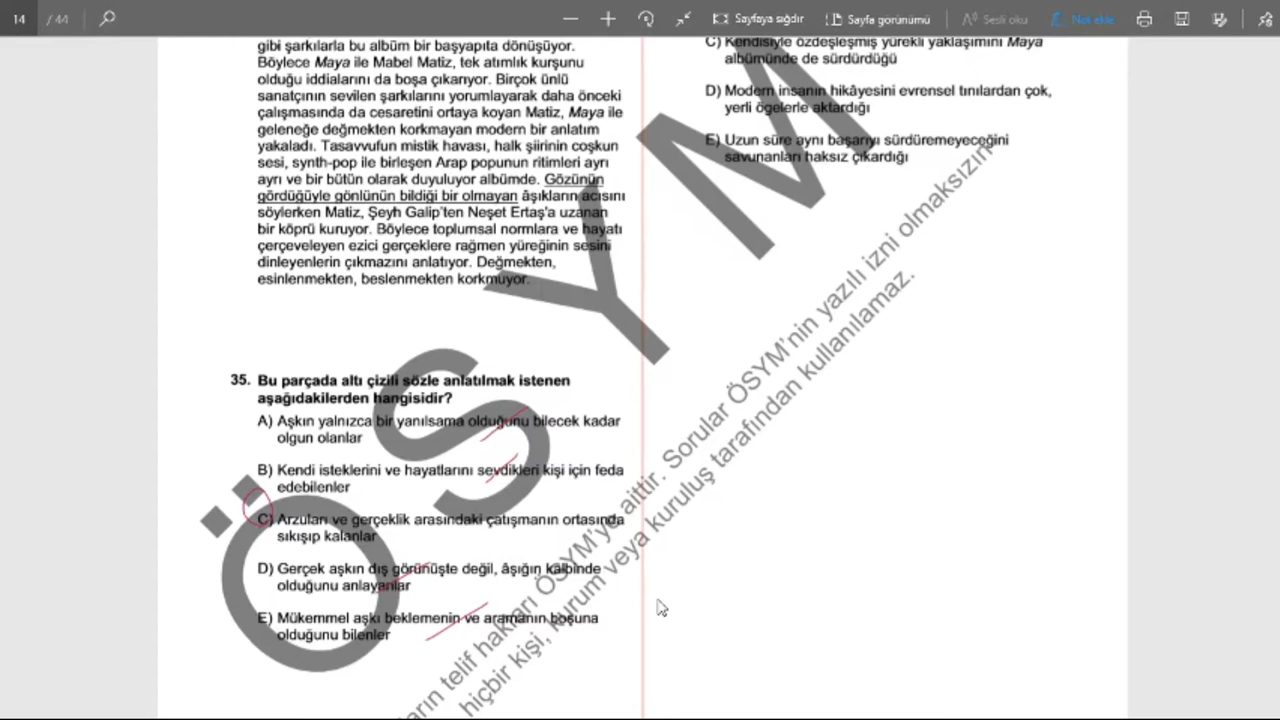 14 / 44 Sayfaya sığdır Sayfa görünümü Sesli oku Not ekle
gibi şarkılarla bu albüm bir başyapıta dönüşüyor.
Böylece Maya ile Mabel Matiz, tek atımlık kurşunu
olduğu iddialarını da boşa çıkarıyor. Birçok ünlü
sanatçının sevilen şarkılarını yorumlayarak daha önceki
çalışmasında da cesaretini ortaya koyan Matiz, Maya ile
geleneğe değmekten korkmayan modern bir anlatım
yakaladı. Tasavvufun mistik havası, halk şiirinin coşkun
sesi, synth-pop ile birleşen Arap popunun ritimleri ayrı
ayrı ve bir bütün olarak duyuluyor albümde. Gözünün
gördüğüyle gönlünün bildiği bir olmayan âşıkların acısını
söylerken Matiz, Şeyh Galip'ten Neşet Ertaş'a uzanan
bir köprü kuruyor. Böylece toplumsal normlara ve hayatı
çerçeveleyen ezici gerçeklere rağmen yüreğinin sesini
dinleyenlerin çıkmazını anlatıyor. Değmekten,
esinlenmekten, beslenmekten korkmuyor.
35. Bu parçada altı çizili sözle anlatılmak istenen
aşağıdakilerden hangisidir?
A) Aşkın yalnızca bir yanılsama olduğunu bilecek kadar
olgun olanlar
B) Kendi isteklerini ve hayatlarını sevdikleri kişi için feda
edebilenler
C) Arzuları ve gerçeklik arasındaki çatışmanın ortasında
sıkışıp kalanlar
D) Gerçek aşkın dış görünüşte değil, âşığın kalbinde
olduğunu anlayanlar
E) Mükemmel aşkı beklemenin ve aramanın boşuna
olduğunu bilenler
C) Kendisiyle özdeşleşmiş yürekli yaklaşımını Maya
albümünde de sürdürdüğü
D) Modern insanın hikâyesini evrensel tınılardan çok,
yerli ögelerle aktardığı
E) Uzun süre aynı başarıyı sürdüremeyeceğini
savunanları haksız çıkardığı
ÖSYM
ların telif hakları ÖSYM'ye aittir. Sorular ÖSYM'nin yazılı izni olmaksızın
hiçbir kişi, kurum veya kuruluş tarafından kullanılamaz.